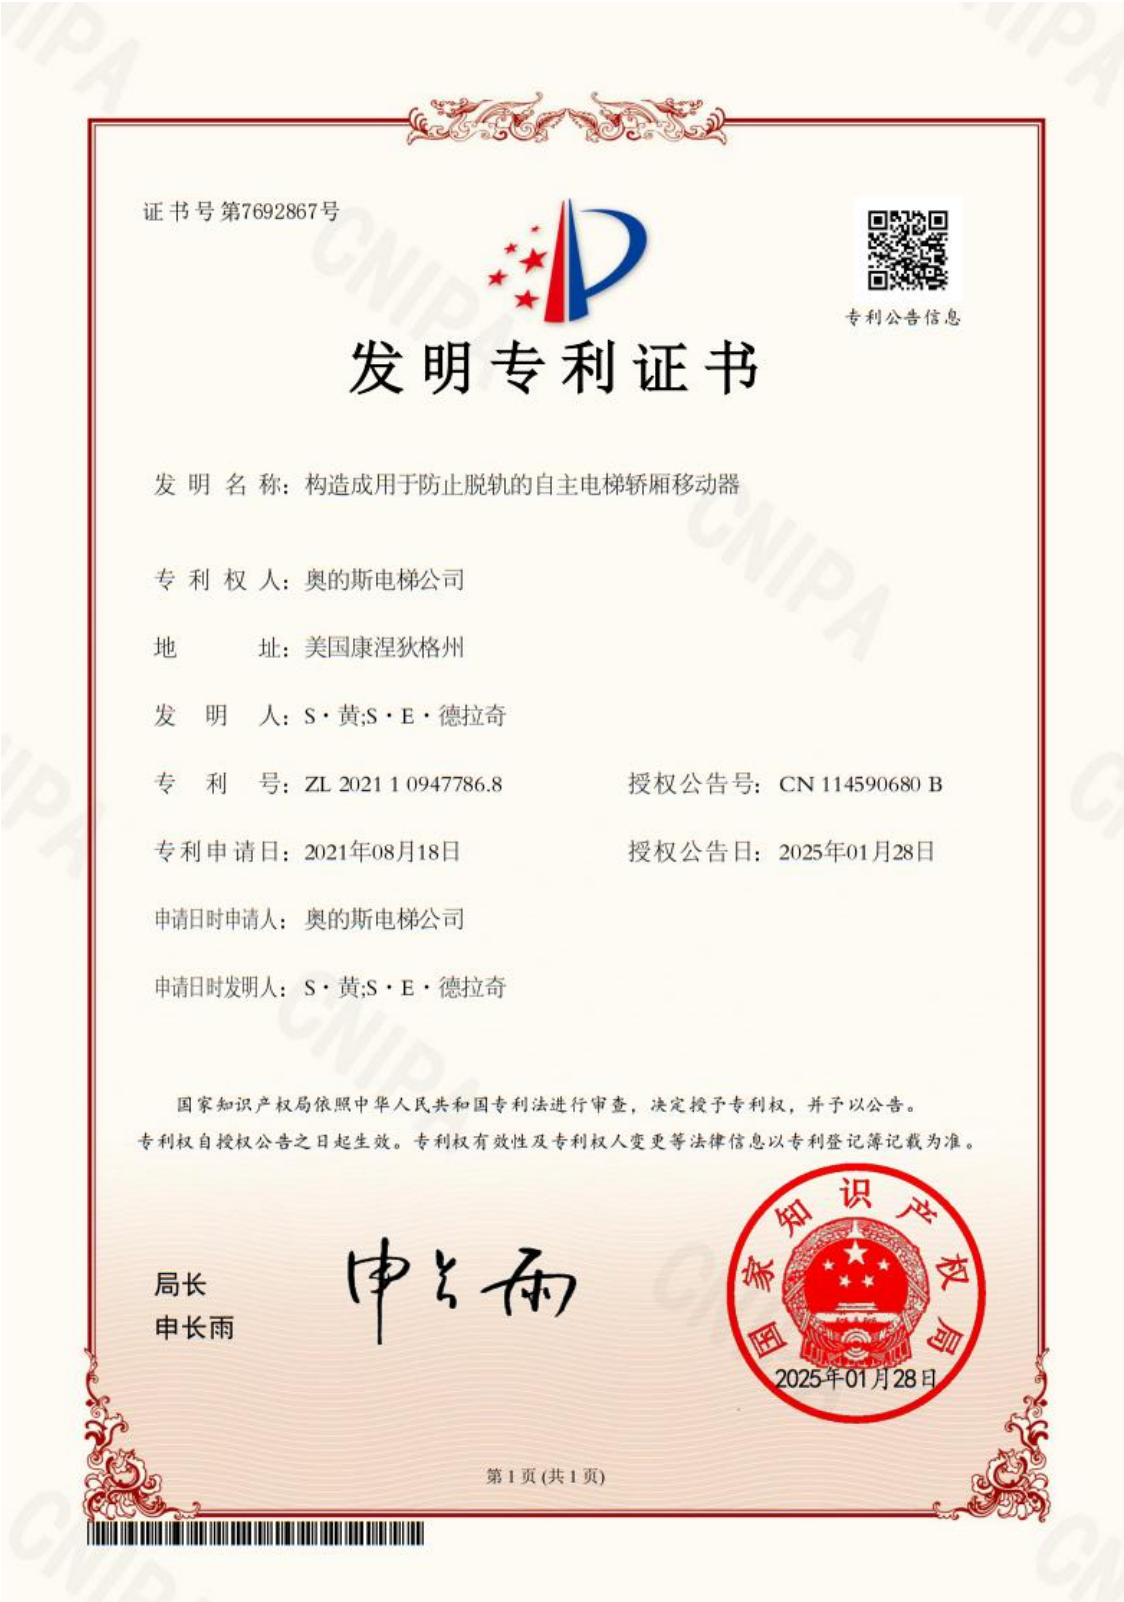 证书号第7692867号
专利公告信息
发明专利证书
发明名称：构造成用于防止脱轨的自主电梯轿厢移动器
专利权人：奥的斯电梯公司
地址：美国康涅狄格州
发明人：S·黄;S·E·德拉奇
专利号：ZL 2021 1 0947786.8 授权公告号：CN 114590680 B
专利申请日：2021年08月18日 授权公告日：2025年01月28日
申请日时申请人：奥的斯电梯公司
申请日时发明人：S·黄;S·E·德拉奇
国家知识产权局依照中华人民共和国专利法进行审查，决定授予专利权，并予以公告。
专利权自授权公告之日起生效。专利权有效性及专利权人变更等法律信息以专利登记簿记载为准。
局长
申长雨
申长雨
国家知识产权局
2025年01月28日
第1页(共1页)
CNIPA
CNIPA
CNIPA
CNIPA
CNIPA